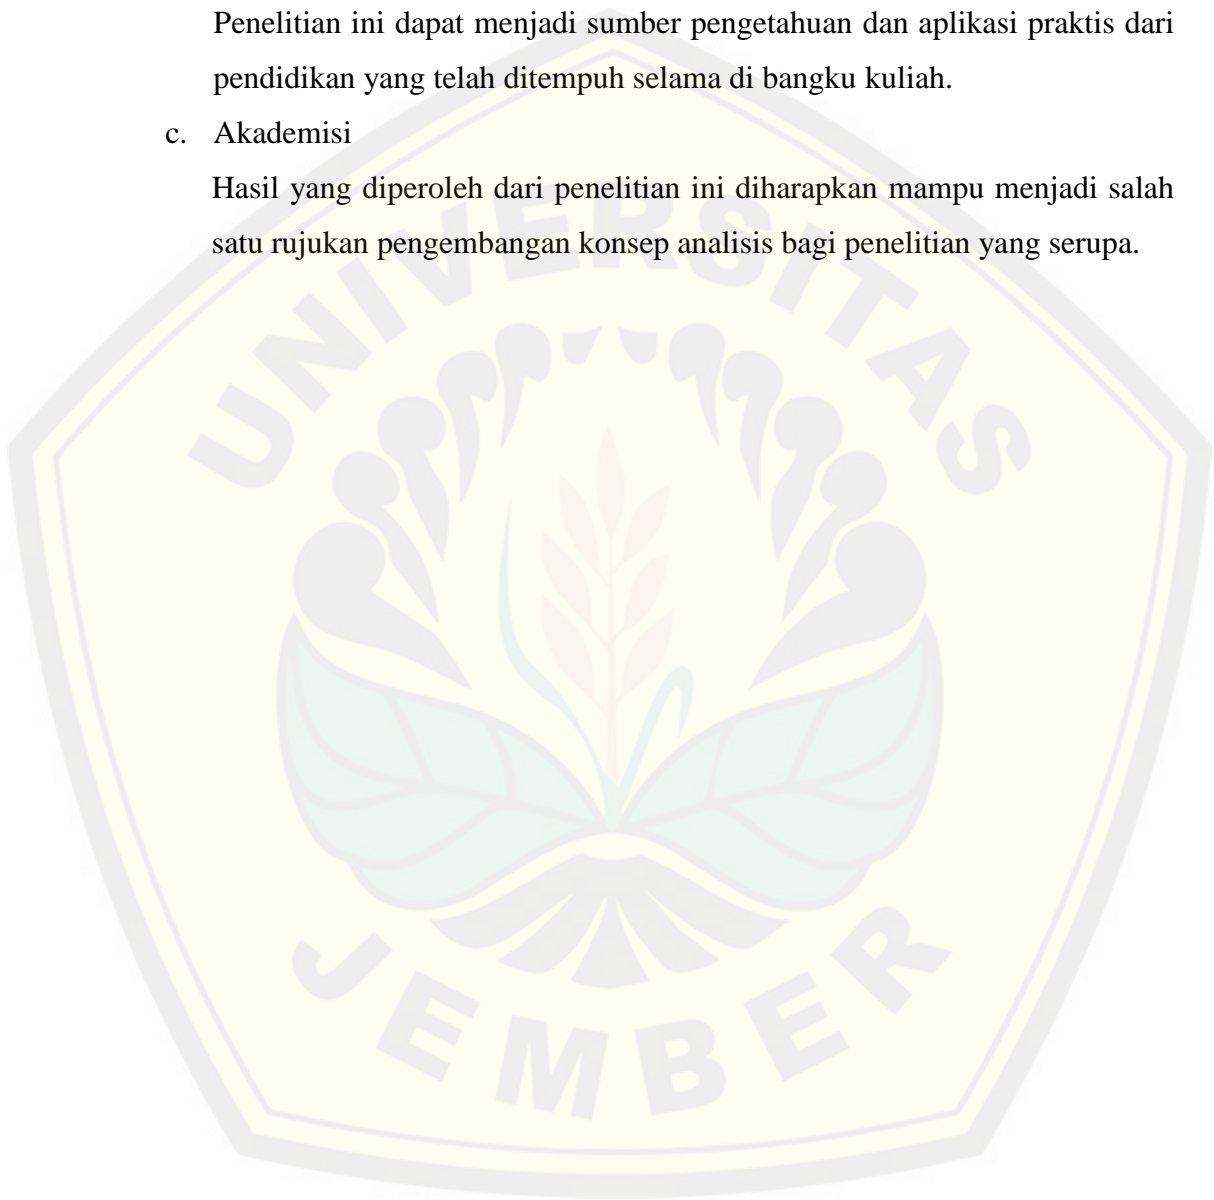 Penelitian ini dapat menjadi sumber pengetahuan dan aplikasi praktis dari
pendidikan yang telah ditempuh selama di bangku kuliah.
c. Akademisi
Hasil yang diperoleh dari penelitian ini diharapkan mampu menjadi salah
satu rujukan pengembangan konsep analisis bagi penelitian yang serupa.
UNIVERSITAS
JEMBER